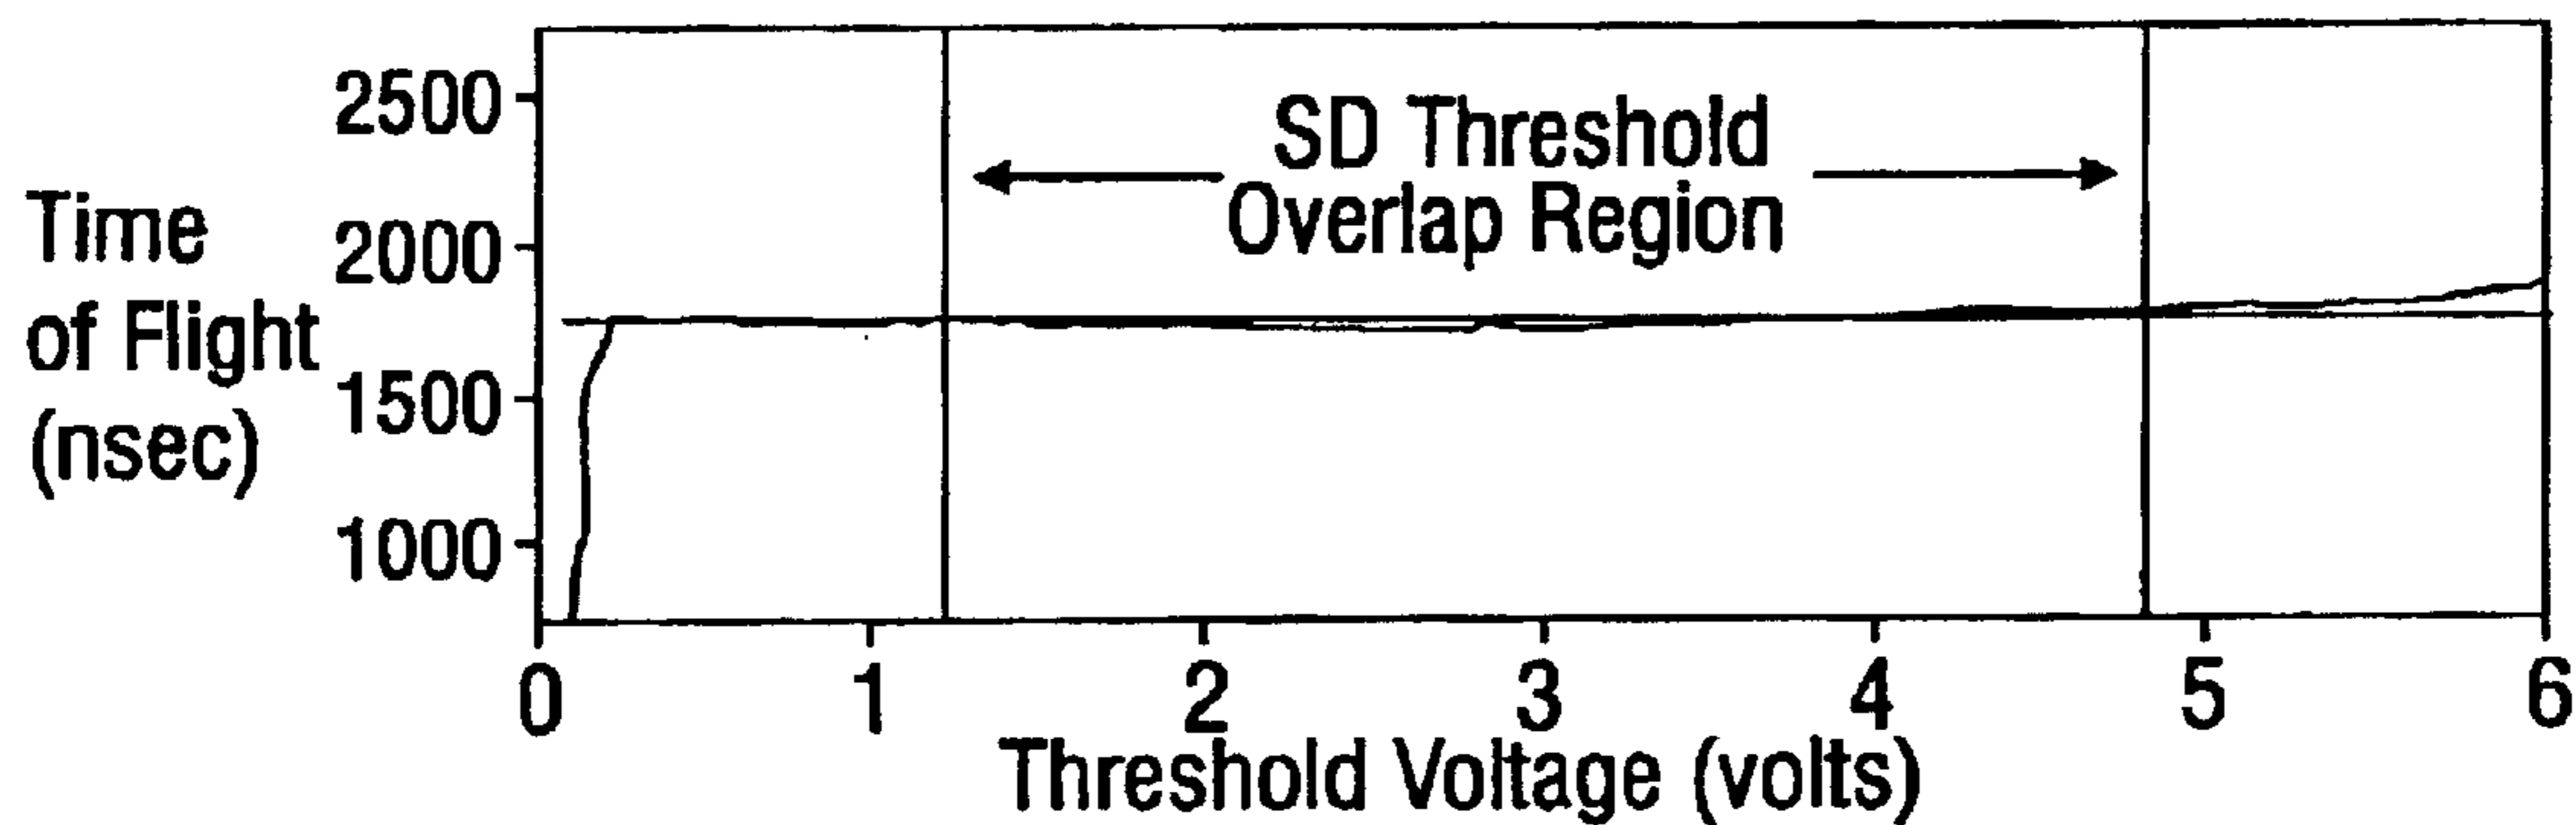 2500
2000
1500
1000
Time
of Flight
(nsec)
SD Threshold
Overlap Region
0 1 2 3 4 5 6
Threshold Voltage (volts)